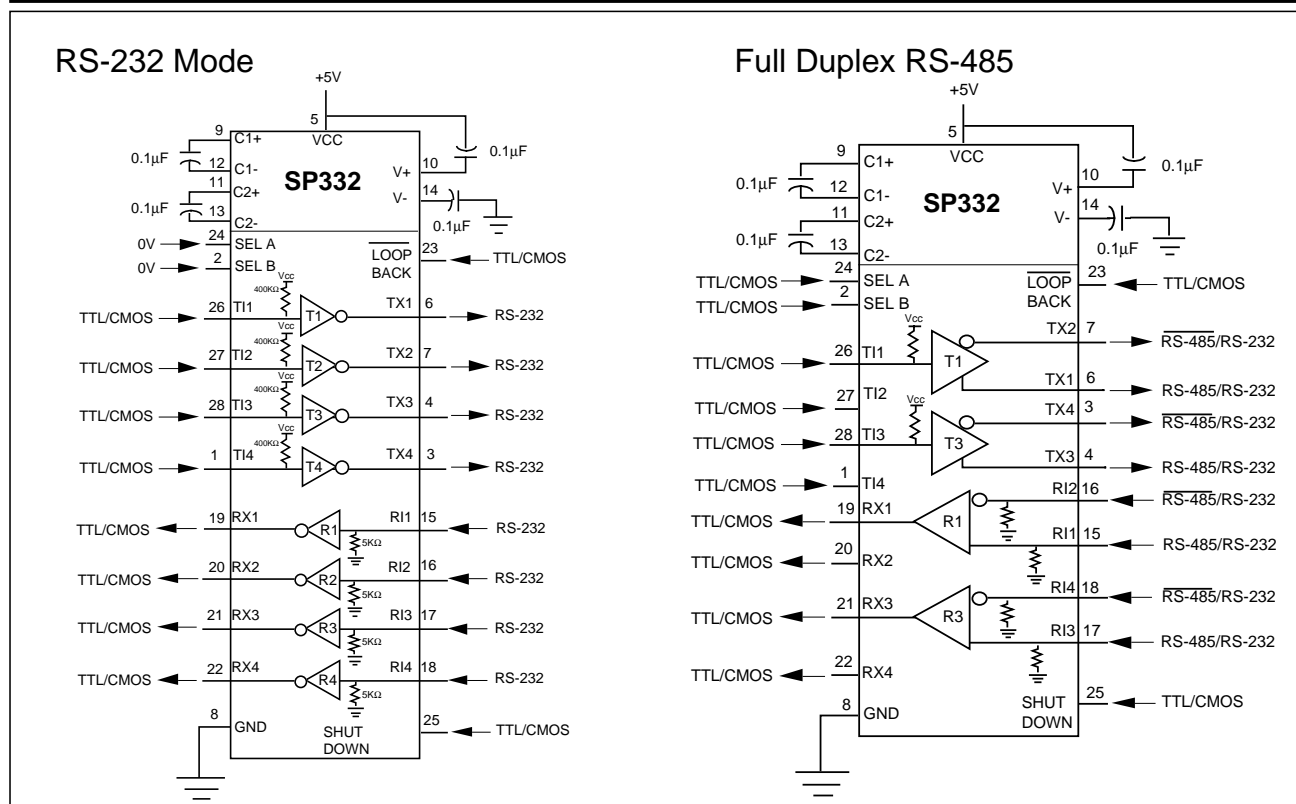 RS-232 Mode
+5V
5
VCC
9 C1+
0.1µF
12 C1-
11 C2+
0.1µF
13 C2-
SP332
V+ 10
0.1µF
V- 14
0.1µF
0V 24 SEL A
0V 2 SEL B
LOOP BACK 23 TTL/CMOS
Vcc
400KΩ
TTL/CMOS 26 TI1 T1 TX1 6 RS-232
Vcc
400KΩ
TTL/CMOS 27 TI2 T2 TX2 7 RS-232
Vcc
400KΩ
TTL/CMOS 28 TI3 T3 TX3 4 RS-232
Vcc
400KΩ
TTL/CMOS 1 TI4 T4 TX4 3 RS-232
TTL/CMOS 19 RX1 R1 RI1 15 RS-232
5KΩ
TTL/CMOS 20 RX2 R2 RI2 16 RS-232
5KΩ
TTL/CMOS 21 RX3 R3 RI3 17 RS-232
5KΩ
TTL/CMOS 22 RX4 R4 RI4 18 RS-232
5KΩ
8 GND
SHUT DOWN 25 TTL/CMOS
Full Duplex RS-485
+5V
5
VCC
9 C1+
0.1µF
12 C1-
11 C2+
0.1µF
13 C2-
SP332
V+ 10
0.1µF
V- 14
0.1µF
TTL/CMOS 24 SEL A
TTL/CMOS 2 SEL B
LOOP BACK 23 TTL/CMOS
Vcc
TX2 7 RS-485/RS-232
TTL/CMOS 26 TI1 T1
TX1 6 RS-485/RS-232
TTL/CMOS 27 TI2
Vcc
TX4 3 RS-485/RS-232
TTL/CMOS 28 TI3 T3
TX3 4 RS-485/RS-232
TTL/CMOS 1 TI4
RI2 16 RS-485/RS-232
TTL/CMOS 19 RX1 R1
RI1 15 RS-485/RS-232
TTL/CMOS 20 RX2
RI4 18 RS-485/RS-232
TTL/CMOS 21 RX3 R3
RI3 17 RS-485/RS-232
TTL/CMOS 22 RX4
8 GND
SHUT DOWN 25 TTL/CMOS